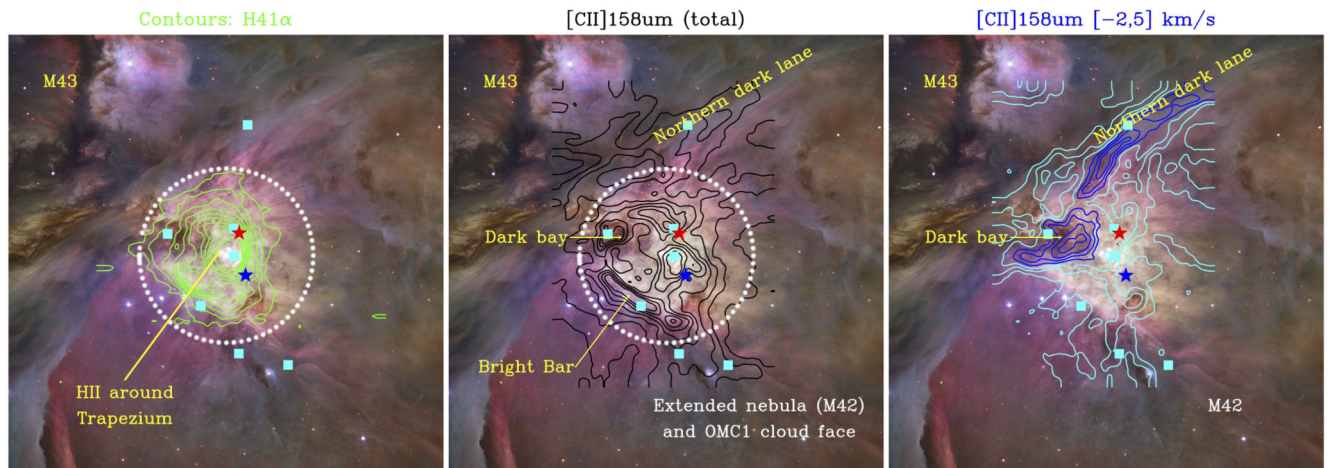 Contours: H41α
[CII]158um (total)
[CII]158um [−2,5] km/s
M43
HII around
Trapezium
Northern dark lane
Dark bay
Bright Bar
Extended nebula (M42)
and OMC1 cloud face
M43
Northern dark lane
Dark bay
M42